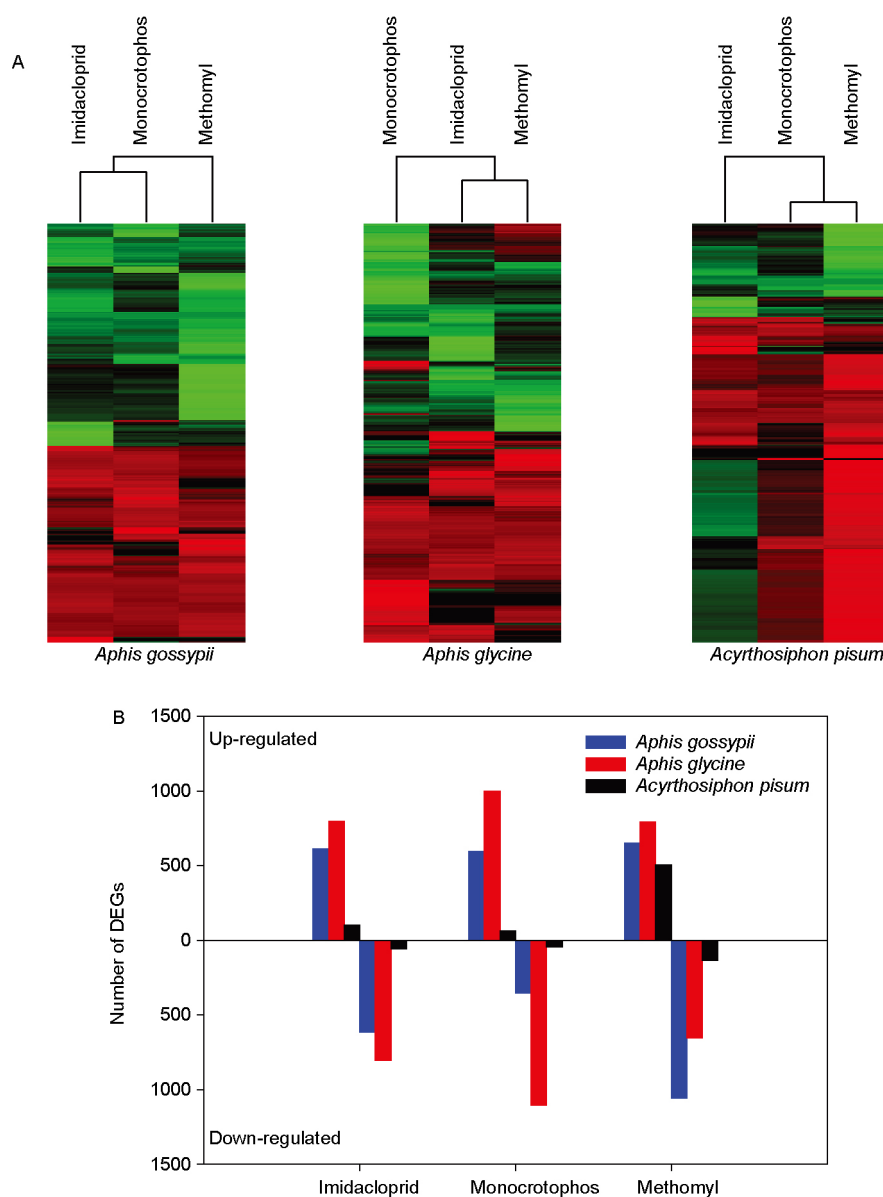 A
Imidacloprid
Monocrotophos
Methomyl
Monocrotophos
Imidacloprid
Methomyl
Imidacloprid
Monocrotophos
Methomyl
Aphis gossypii
Aphis glycine
Acyrthosiphon pisum
B
1500
1000
500
0
500
1000
1500
Number of DEGs
Up-regulated
Down-regulated
Aphis gossypii
Aphis glycine
Acyrthosiphon pisum
Imidacloprid
Monocrotophos
Methomyl